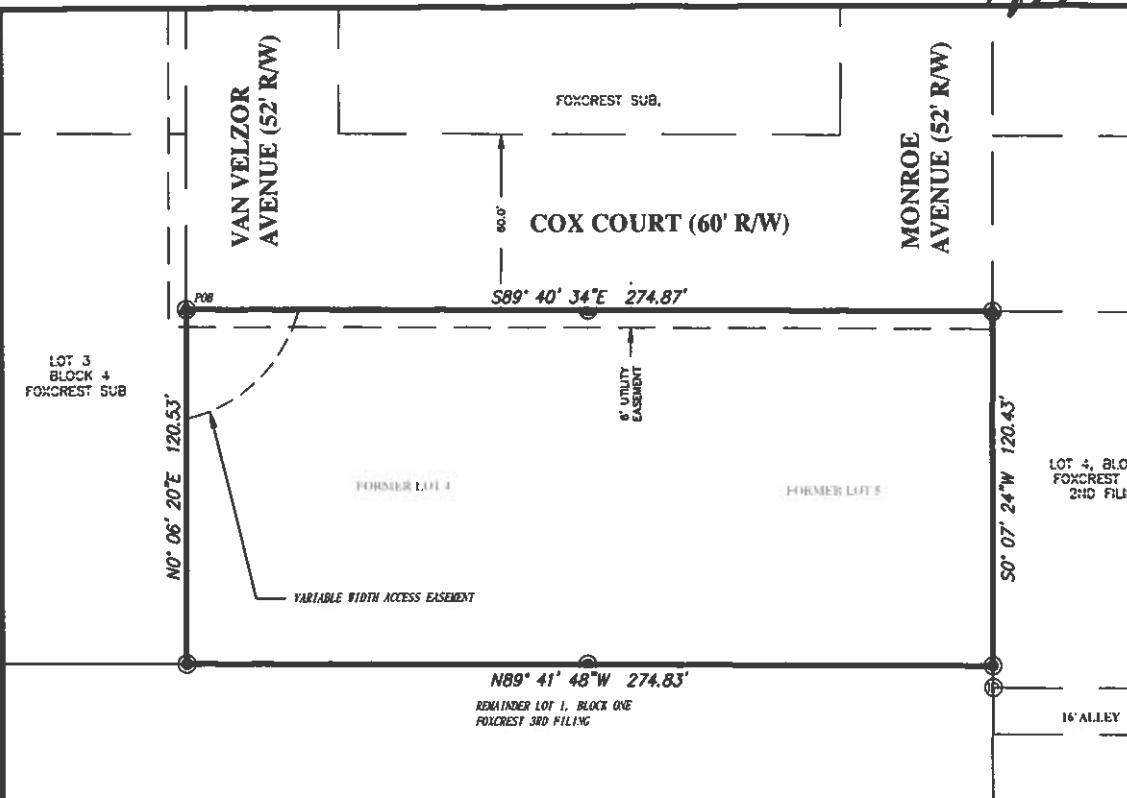 VAN VELZOR
AVENUE (52' R/W)
FOXCREST SUB.
MONROE
AVENUE (52' R/W)
60.0'
COX COURT (60' R/W)
POB
S89° 40' 34"E 274.87'
LOT 3
BLOCK 4
FOXCREST SUB
6' UTILITY
EASEMENT
N0° 06' 20"E 120.53'
S0° 07' 24"W 120.43'
FORMER LOT 4
FORMER LOT 5
LOT 4,
FOXCREST
2ND
VARIABLE WIDTH ACCESS EASEMENT
N89° 41' 48"W 274.83'
REMAINDER LOT 1, BLOCK ONE
FOXCREST 3RD FILING
16' ALLEY